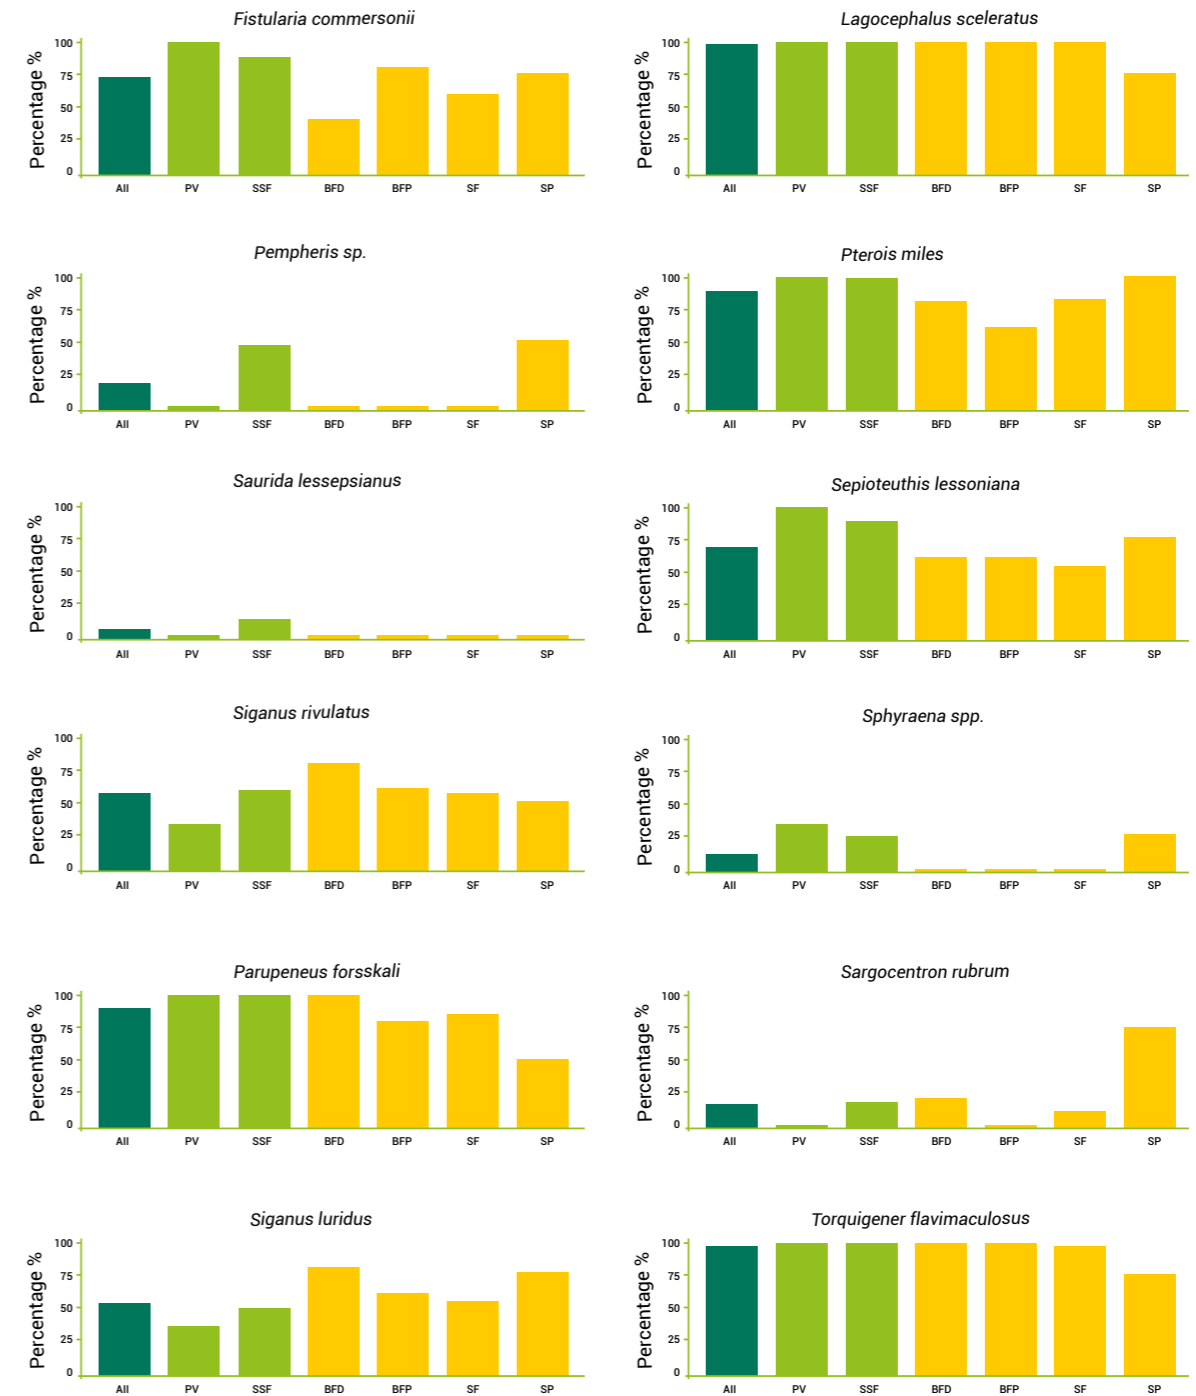 Fistularia commersonii
Percentage %
100
75
50
25
0
All PV SSF BFD BFP SF SP
Lagocephalus sceleratus
Percentage %
100
75
50
25
0
All PV SSF BFD BFP SF SP
Pempheris sp.
Percentage %
100
75
50
25
0
All PV SSF BFD BFP SF SP
Pterois miles
Percentage %
100
75
50
25
0
All PV SSF BFD BFP SF SP
Saurida lessepsianus
Percentage %
100
75
50
25
0
All PV SSF BFD BFP SF SP
Sepioteuthis lessoniana
Percentage %
100
75
50
25
0
All PV SSF BFD BFP SF SP
Siganus rivulatus
Percentage %
100
75
50
25
0
All PV SSF BFD BFP SF SP
Sphyraena spp.
Percentage %
100
75
50
25
0
All PV SSF BFD BFP SF SP
Parupeneus forsskali
Percentage %
100
75
50
25
0
All PV SSF BFD BFP SF SP
Sargocentron rubrum
Percentage %
100
75
50
25
0
All PV SSF BFD BFP SF SP
Siganus luridus
Percentage %
100
75
50
25
0
All PV SSF BFD BFP SF SP
Torquigener flavimaculosus
Percentage %
100
75
50
25
0
All PV SSF BFD BFP SF SP